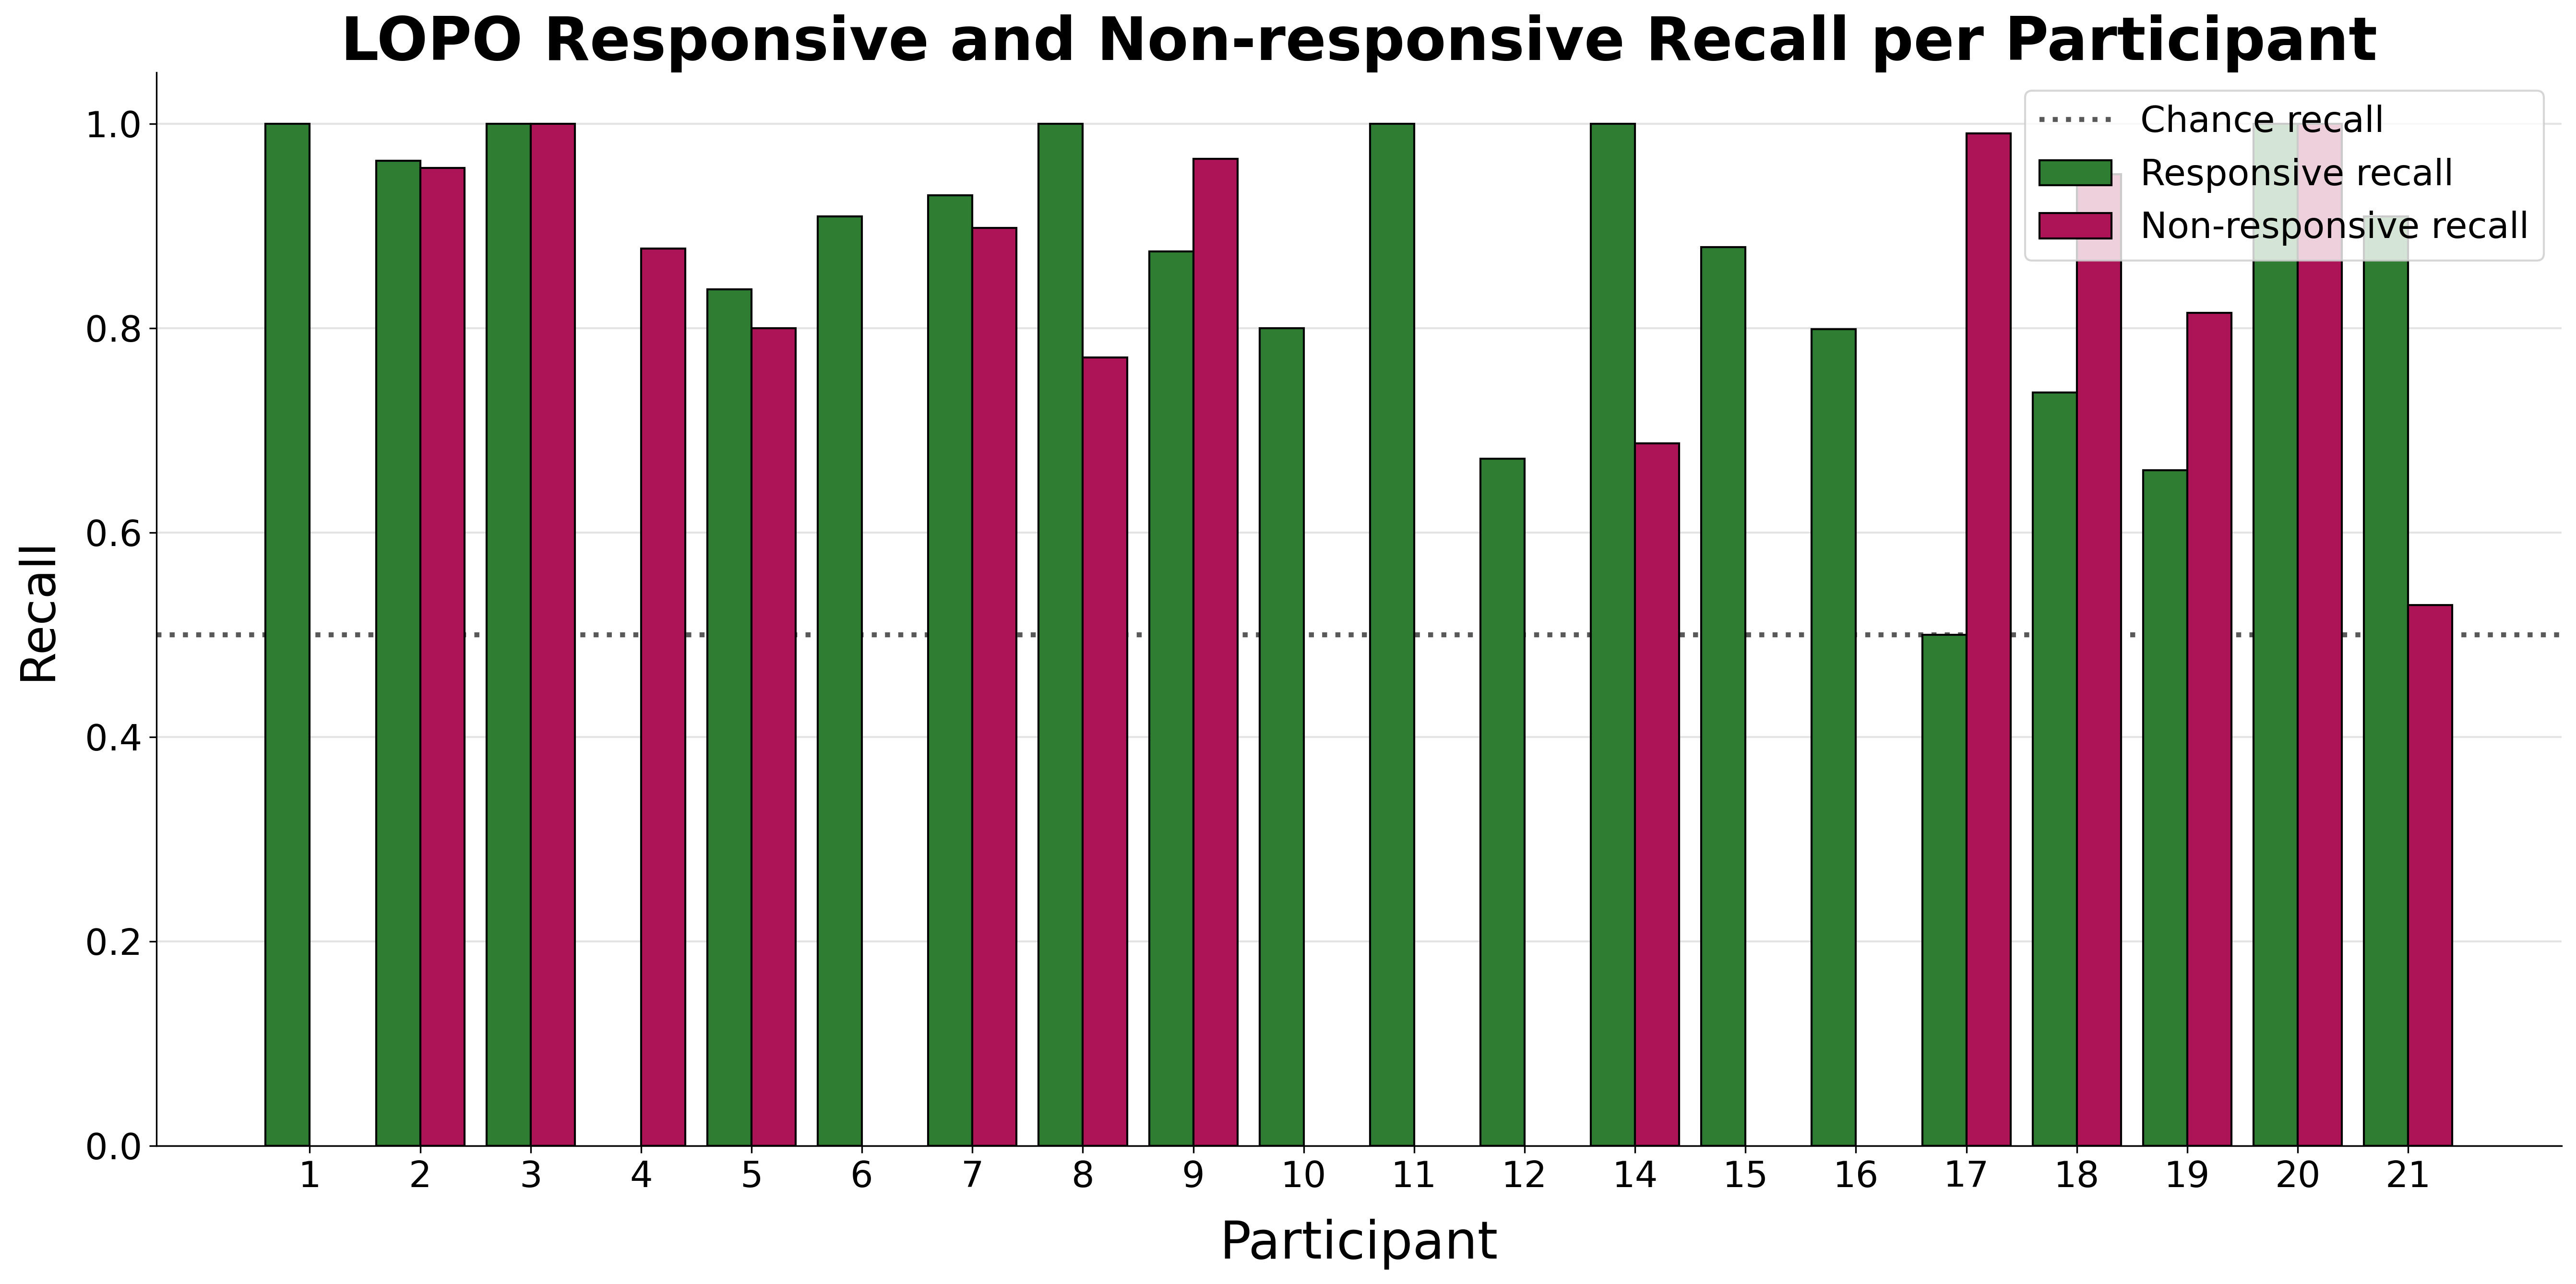 LOPO Responsive and Non-responsive Recall per Participant
Chance recall
Responsive recall
Non-responsive recall
Recall
1.0
0.8
0.6
0.4
0.2
0.0
1 2 3 4 5 6 7 8 9 10 11 12 14 15 16 17 18 19 20 21
Participant